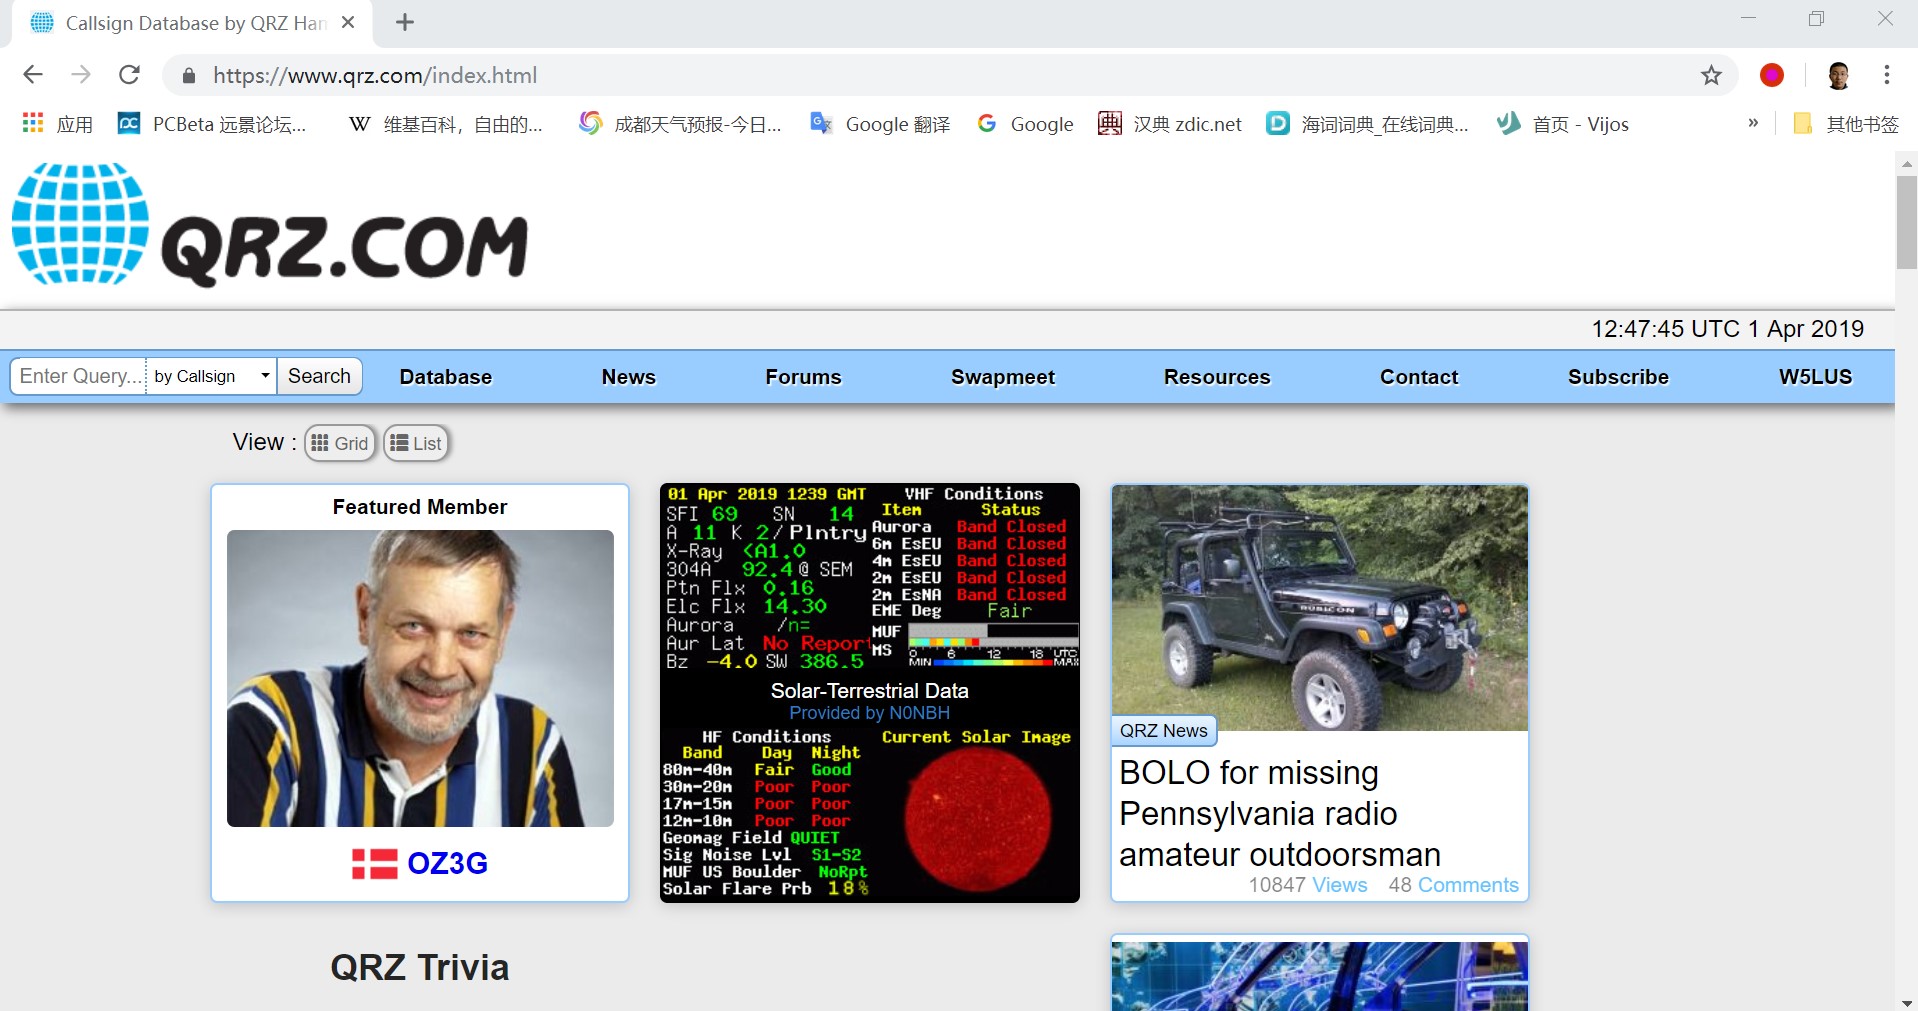 Callsign Database by QRZ Ham
https://www.qrz.com/index.html
应用
PCBeta 远景论坛...
W 维基百科，自由的...
成都天气预报-今日...
Google 翻译
G Google
汉典 zdic.net
海词词典_在线词典...
首页 - Vijos
»
其他书签
QRZ.COM
12:47:45 UTC 1 Apr 2019
Enter Query... by Callsign Search Database News Forums Swapmeet Resources Contact Subscribe W5LUS
View : Grid List
Featured Member
OZ3G
01 Apr 2019 1239 GMT
SFI 69 SN 14
A 11 K 2/Plntry
X-Ray <A1.0
304A 92.4@ SEM
Ptn Flx 0.16
Elc Flx 14.30
Aurora /n=
Aur Lat No Report
Bz -4.0 SW 386.5
VHF Conditions
Item Status
Aurora Band Closed
6m EsEU Band Closed
4m EsEU Band Closed
2m EsEU Band Closed
2m EsNA Band Closed
EME Deg Fair
MUF
MS
0 6 12 18 UTC
MIN MAX
Solar-Terrestrial Data
Provided by N0NBH
HF Conditions
Band Day Night
80m-40m Fair Good
30m-20m Poor Poor
17m-15m Poor Poor
12m-10m Poor Poor
Geomag Field QUIET
Sig Noise Lvl S1-S2
MUF US Boulder NoRpt
Solar Flare Prb 18%
Current Solar Image
RUBICON
QRZ News
BOLO for missing
Pennsylvania radio
amateur outdoorsman
10847 Views 48 Comments
QRZ Trivia